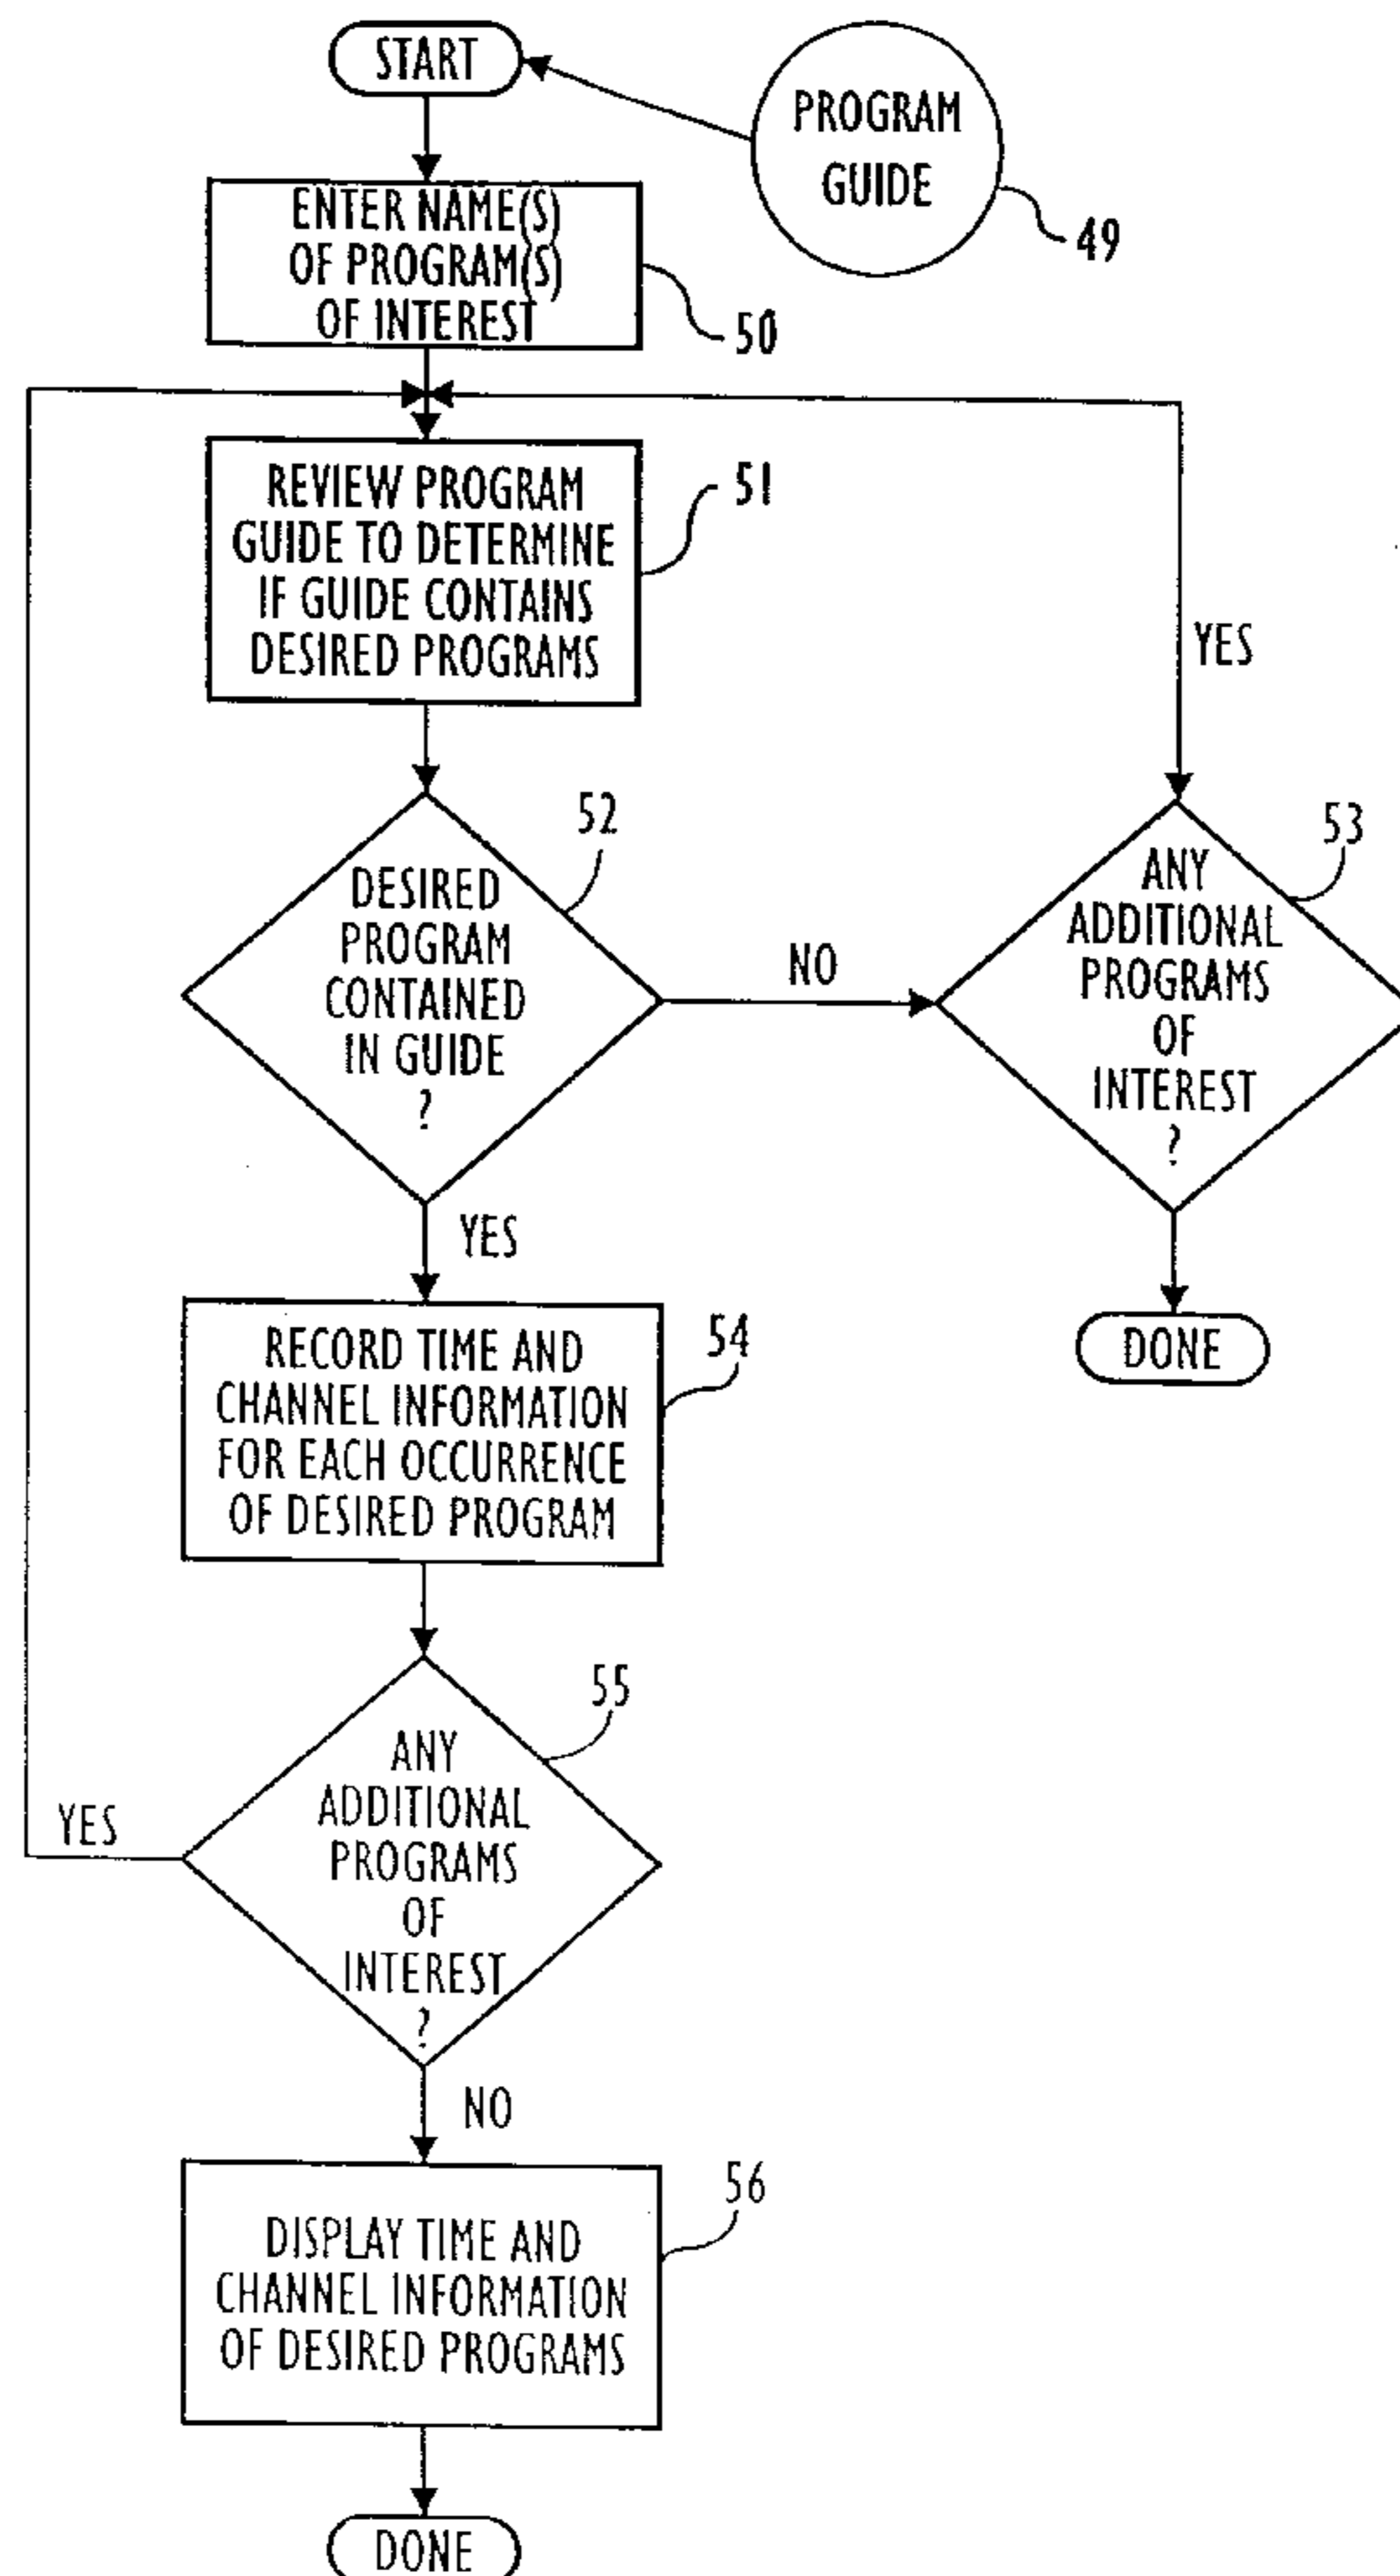 START
PROGRAM
GUIDE
49
ENTER NAME(S)
OF PROGRAM(S)
OF INTEREST
50
REVIEW PROGRAM
GUIDE TO DETERMINE
IF GUIDE CONTAINS
DESIRED PROGRAMS
51
YES
52
DESIRED
PROGRAM
CONTAINED
IN GUIDE
?
NO
53
ANY
ADDITIONAL
PROGRAMS
OF
INTEREST
?
YES
DONE
RECORD TIME AND
CHANNEL INFORMATION
FOR EACH OCCURRENCE
OF DESIRED PROGRAM
54
55
ANY
ADDITIONAL
PROGRAMS
OF
INTEREST
?
YES
NO
DISPLAY TIME AND
CHANNEL INFORMATION
OF DESIRED PROGRAMS
56
DONE